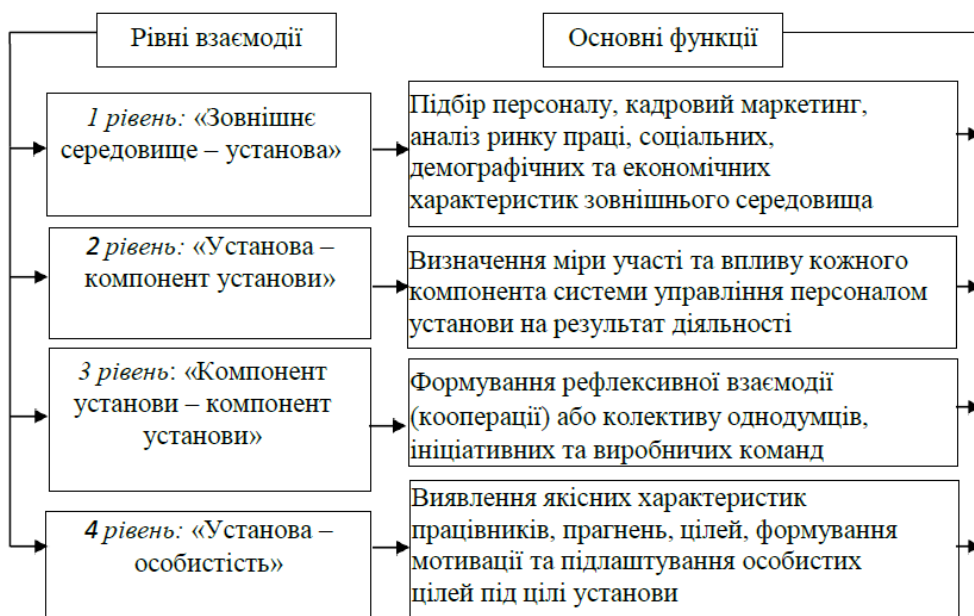 Рівні взаємодії
Основні функції
1 рівень: «Зовнішнє
середовище – установа»
Підбір персоналу, кадровий маркетинг,
аналіз ринку праці, соціальних,
демографічних та економічних
характеристик зовнішнього середовища
2 рівень: «Установа –
компонент установи»
Визначення міри участі та впливу кожного
компонента системи управління персоналом
установи на результат діяльності
3 рівень: «Компонент
установи – компонент
установи»
Формування рефлексивної взаємодії
(кооперації) або колективу однодумців,
ініціативних та виробничих команд
4 рівень: «Установа –
особистість»
Виявлення якісних характеристик
працівників, прагнень, цілей, формування
мотивації та підлаштування особистих
цілей під цілі установи